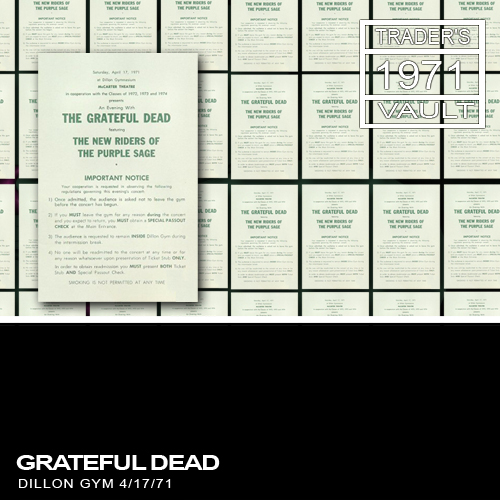 TRADER'S
1971
VAULT
Saturday, April 17, 1971
at Dillon Gymnasium
McCARTER THEATRE
in cooperation with the Classes of 1972, 1973 and 1974
presents
An Evening With
THE GRATEFUL DEAD
featuring
THE NEW RIDERS OF
THE PURPLE SAGE
IMPORTANT NOTICE
Your cooperation is requested in observing the following
regulations governing this evening's concert:
1) Once admitted, the audience is asked not to leave the gym
before the concert has begun.
2) If you MUST leave the gym for any reason during the concert
and you expect to return, you MUST obtain a SPECIAL PASSOUT
CHECK at the Main Entrance.
3) The audience is requested to remain INSIDE Dillon Gym during
the intermission break.
4) No one will be readmitted to the concert at any time or for
any reason whatsoever upon presentation of Ticket Stub ONLY.
In order to obtain readmission you MUST present BOTH Ticket
Stub AND Special Passout Check.
SMOKING IS NOT PERMITTED AT ANY TIME
GRATEFUL DEAD
DILLON GYM 4/17/71